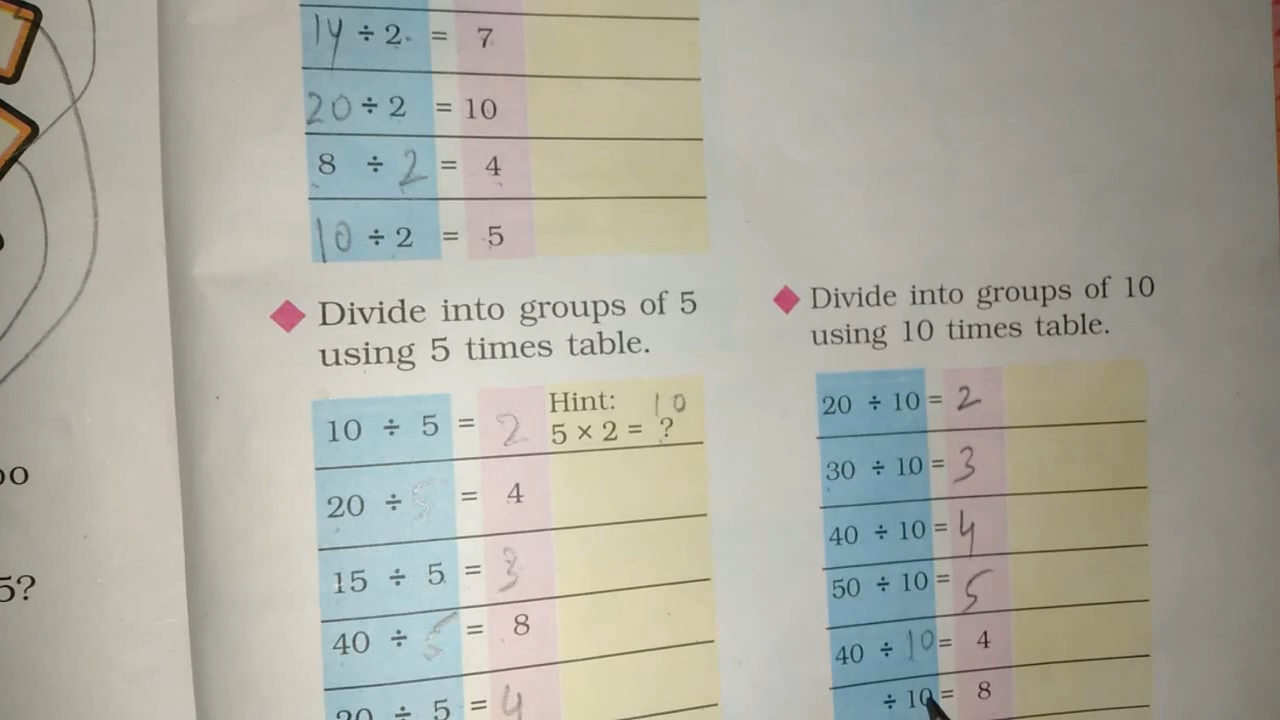 14 ÷ 2 = 7
20 ÷ 2 = 10
8 ÷ 2 = 4
10 ÷ 2 = 5
Divide into groups of 5
using 5 times table.
10 ÷ 5 = 2 Hint: 10
5 × 2 = ?
20 ÷ 5 = 4
15 ÷ 5 = 3
40 ÷ 5 = 8
20 ÷ 5 = 4
Divide into groups of 10
using 10 times table.
20 ÷ 10 = 2
30 ÷ 10 = 3
40 ÷ 10 = 4
50 ÷ 10 = 5
40 ÷ 10 = 4
÷ 10 = 8
5?